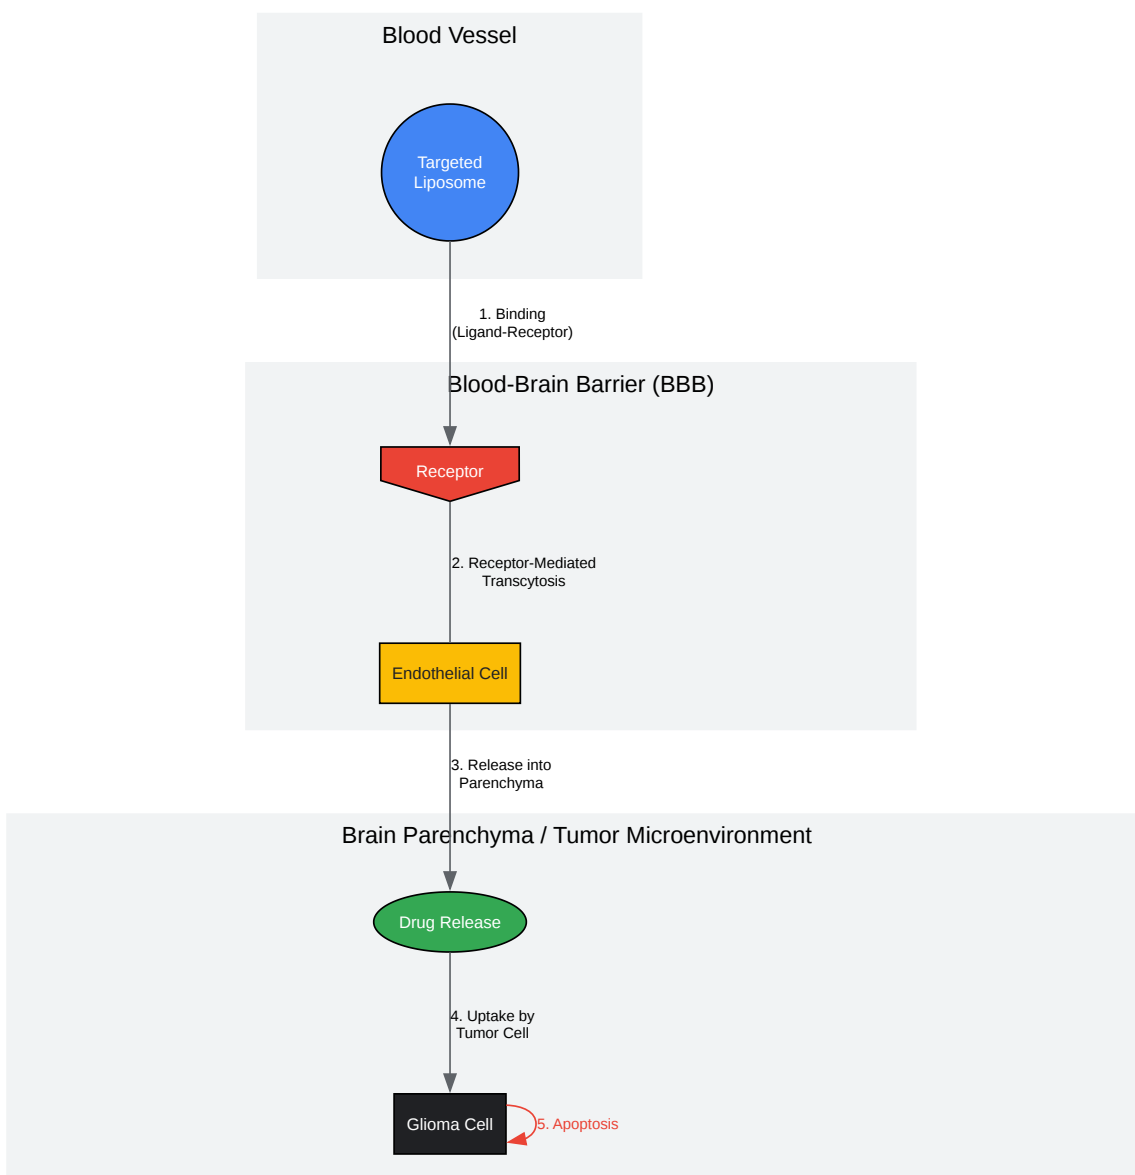 Blood Vessel
Targeted
Liposome
1. Binding
(Ligand-Receptor)
Blood-Brain Barrier (BBB)
Receptor
2. Receptor-Mediated
Transcytosis
Endothelial Cell
3. Release into
Parenchyma
Brain Parenchyma / Tumor Microenvironment
Drug Release
4. Uptake by
Tumor Cell
Glioma Cell
5. Apoptosis